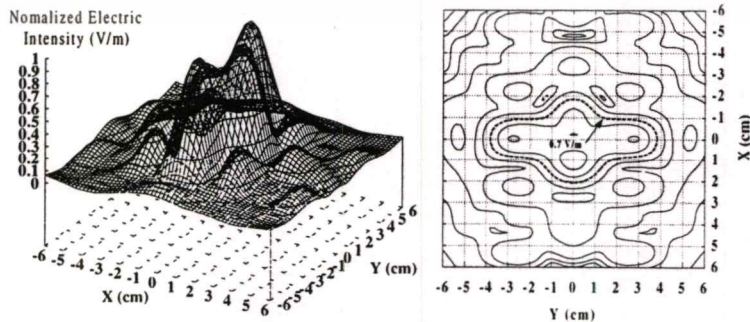 Nomalized Electric
Intensity (V/m)
1
0.9
0.8
0.7
0.6
0.5
0.4
0.3
0.2
0.1
0
-6 -5 -4 -3 -2 -1 0 1 2 3 4 5 6
X (cm)
-6 -5 -4 -3 -2 -1 0 1 2 3 4 5 6
Y (cm)
-6
-5
-4
-3
-2
-1
0
1
2
3
4
5
6
X (cm)
0.7 V/m
-6 -5 -4 -3 -2 -1 0 1 2 3 4 5 6
Y (cm)